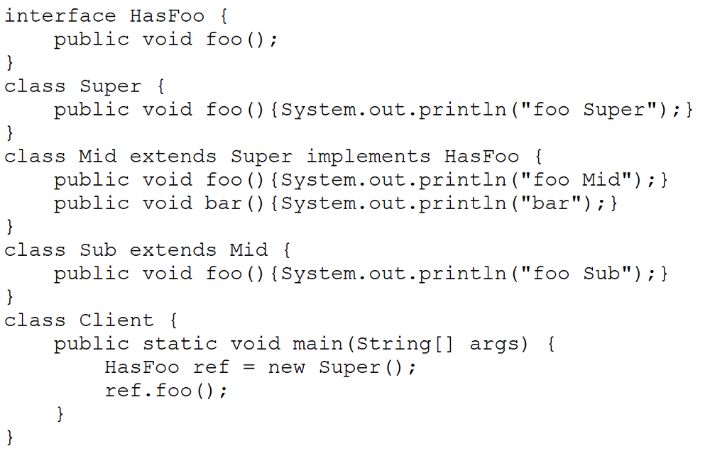 interface HasFoo {
    public void foo();
}
class Super {
    public void foo(){System.out.println("foo Super");}
}
class Mid extends Super implements HasFoo {
    public void foo(){System.out.println("foo Mid");}
    public void bar(){System.out.println("bar");}
}
class Sub extends Mid {
    public void foo(){System.out.println("foo Sub");}
}
class Client {
    public static void main(String[] args) {
        HasFoo ref = new Super();
        ref.foo();
    }
}